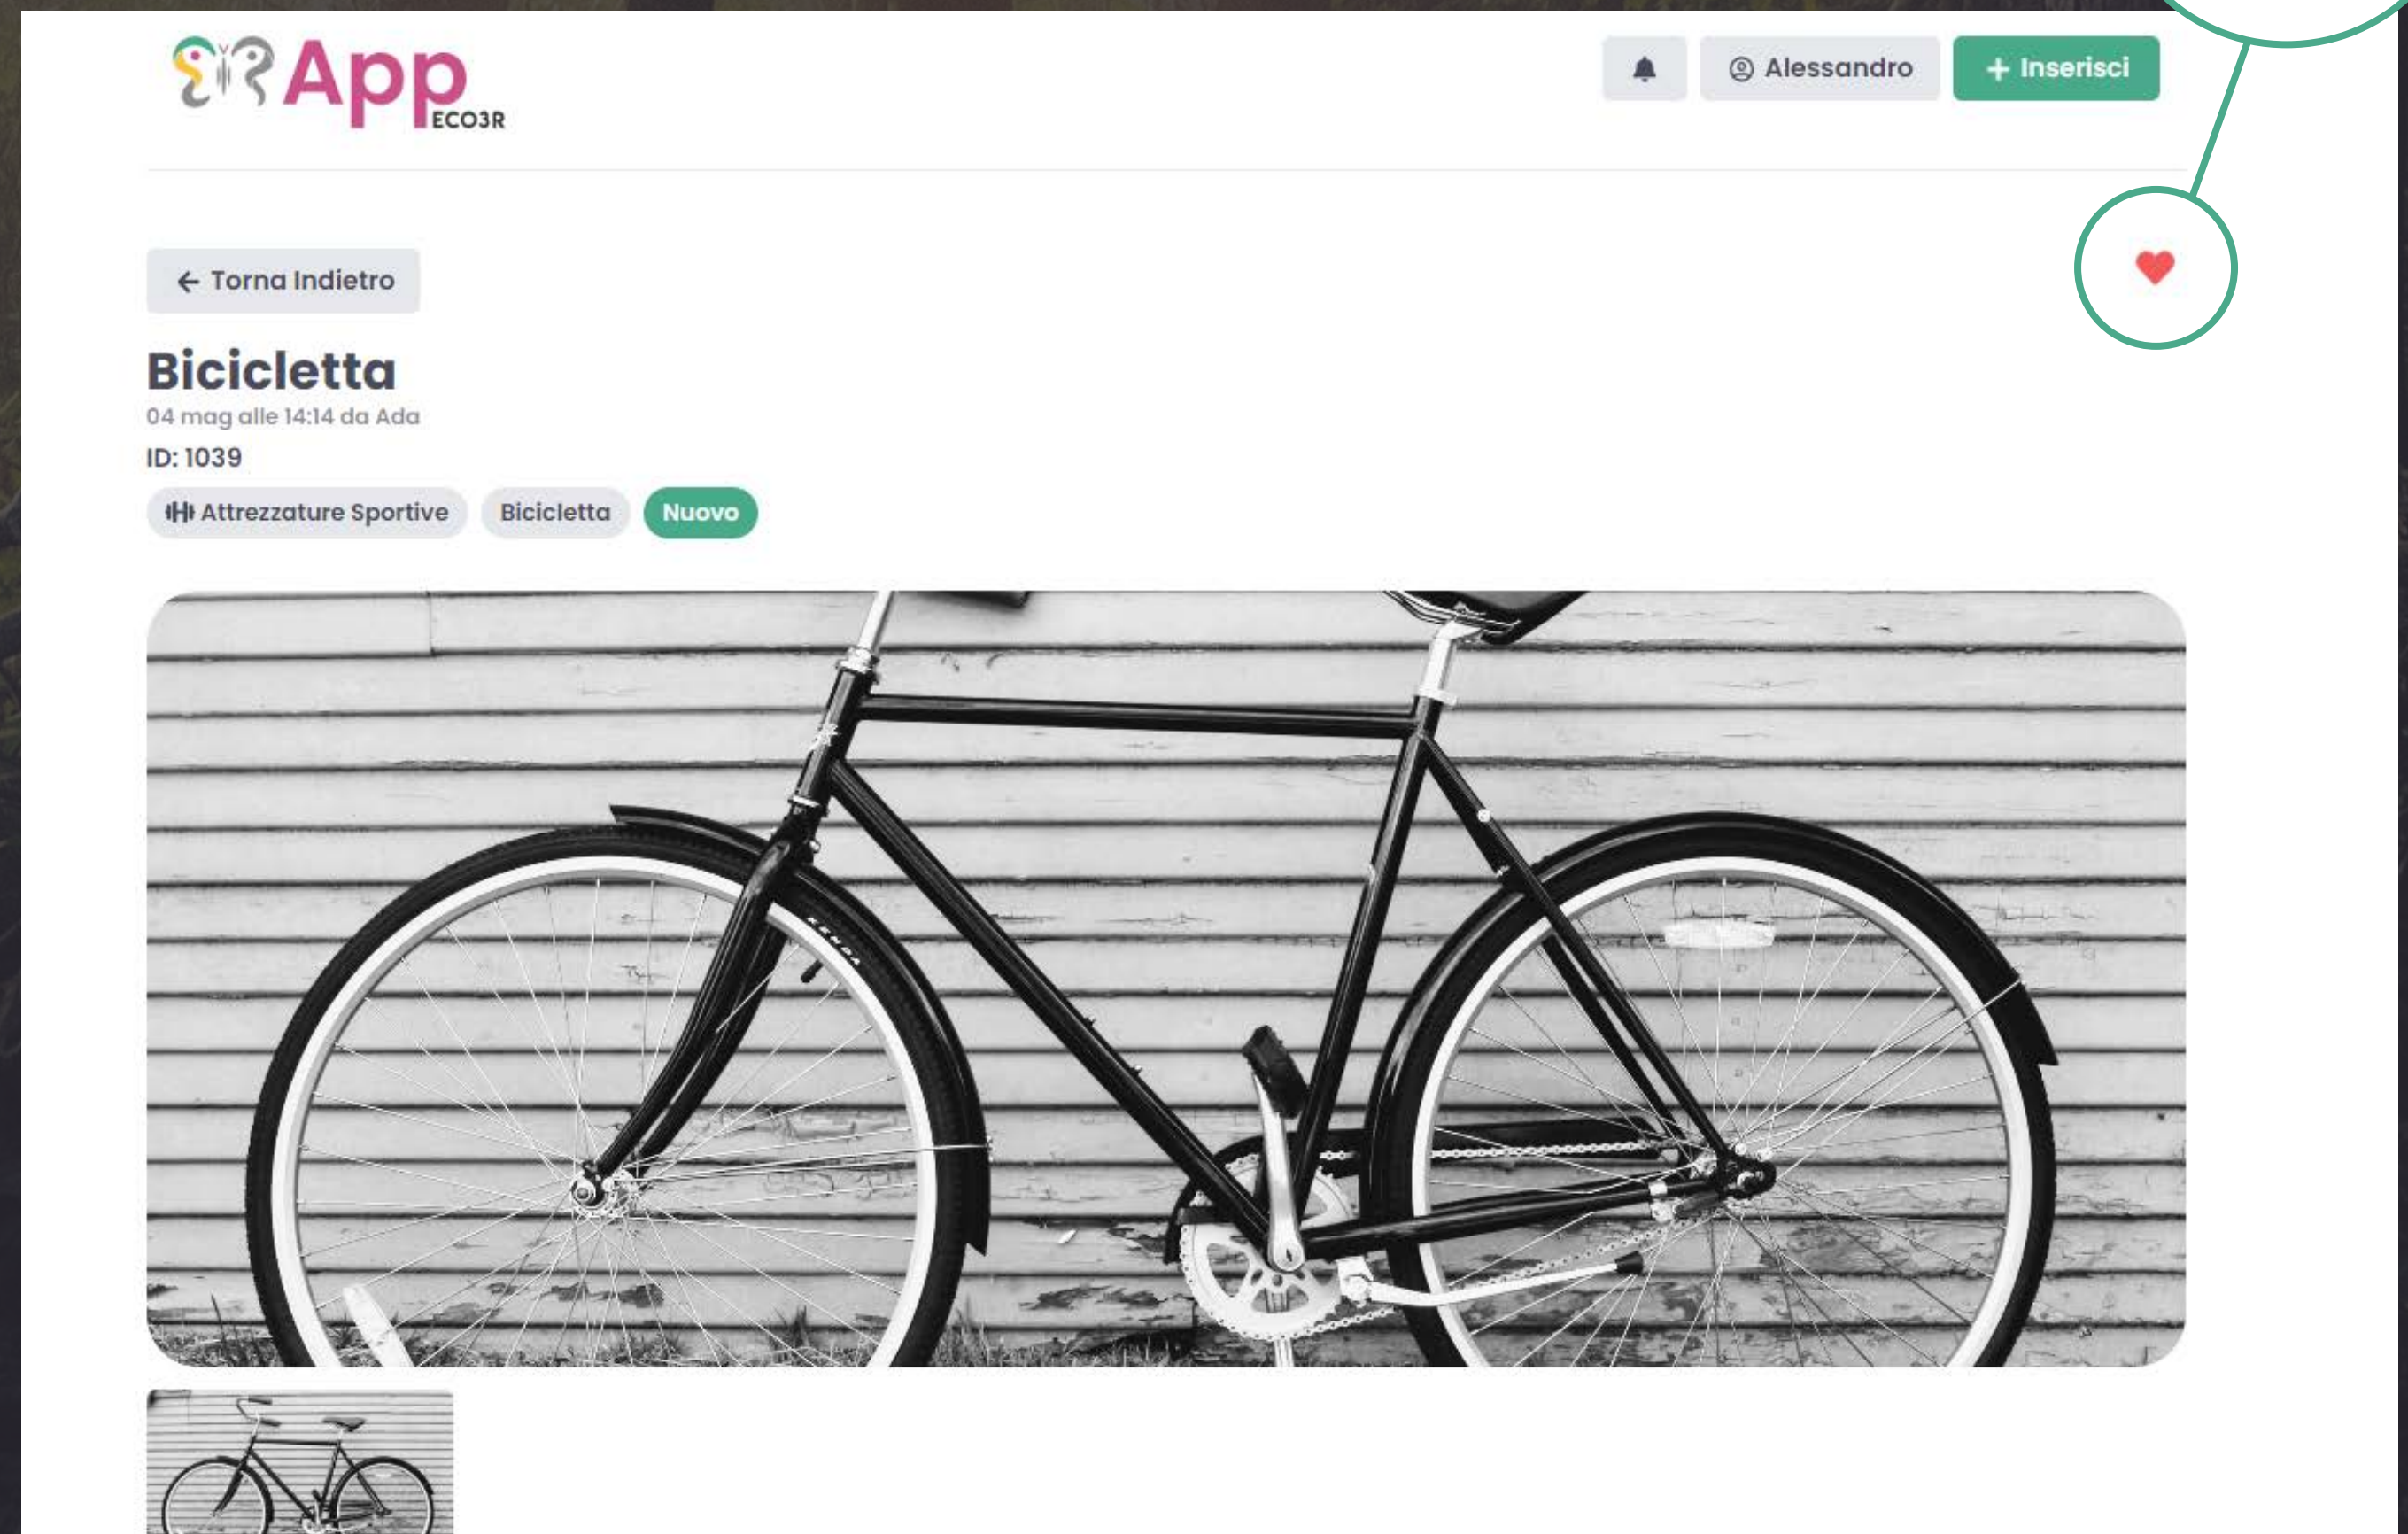 App
ECO3R
Alessandro
+ Inserisci
← Torna Indietro
Bicicletta
04 mag alle 14:14 da Ada
ID: 1039
Attrezzature Sportive
Bicicletta
Nuovo
KENDA